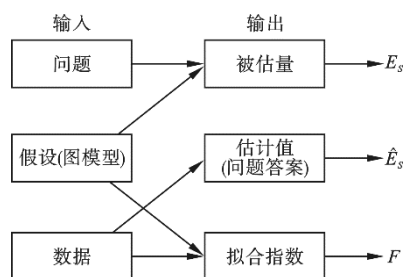 输入 输出
问题 被估量 E_s
假设(图模型) 估计值
(问题答案) Ê_s
数据 拟合指数 F